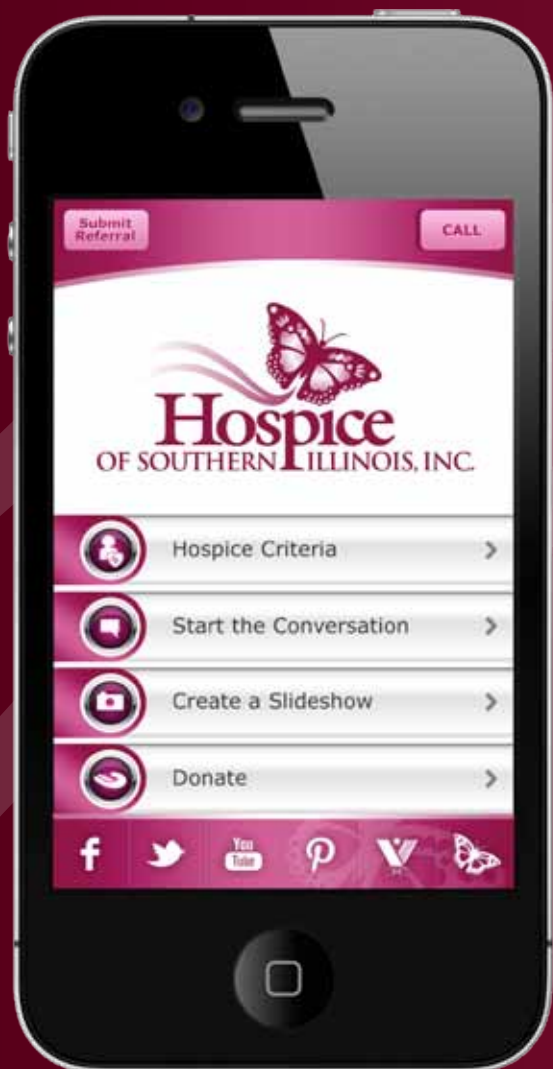 Submit
Referral
CALL
Hospice
OF SOUTHERN ILLINOIS, INC.
Hospice Criteria
Start the Conversation
Create a Slideshow
Donate
You
Tube